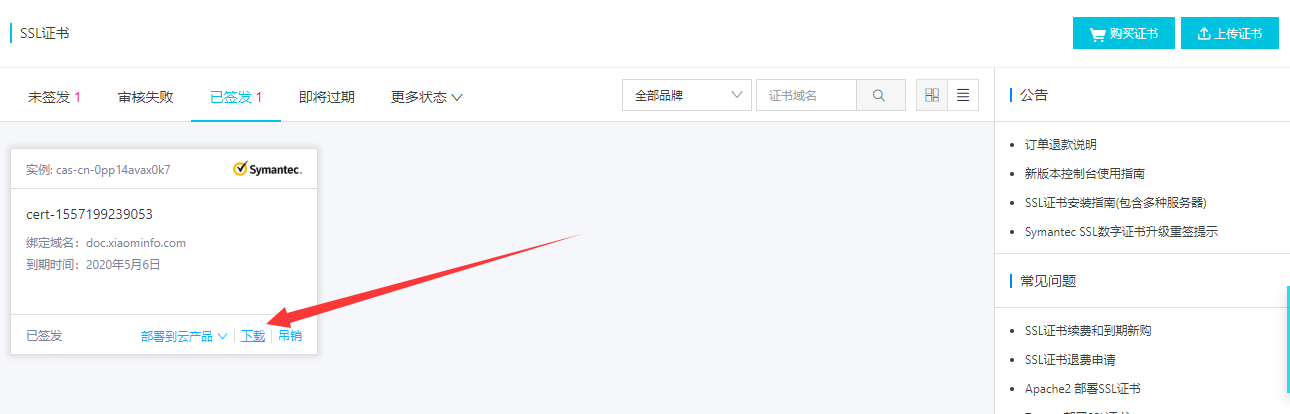 SSL证书
购买证书
上传证书
未签发 1
审核失败
已签发 1
即将过期
更多状态
全部品牌
证书域名
实例: cas-cn-0pp14avax0k7
Symantec.
cert-1557199239053
绑定域名：doc.xiaominfo.com
到期时间：2020年5月6日
已签发
部署到云产品
下载
吊销
公告
订单退款说明
新版本控制台使用指南
SSL证书安装指南(包含多种服务器)
Symantec SSL数字证书升级重签提示
常见问题
SSL证书续费和到期新购
SSL证书退费申请
Apache2 部署SSL证书